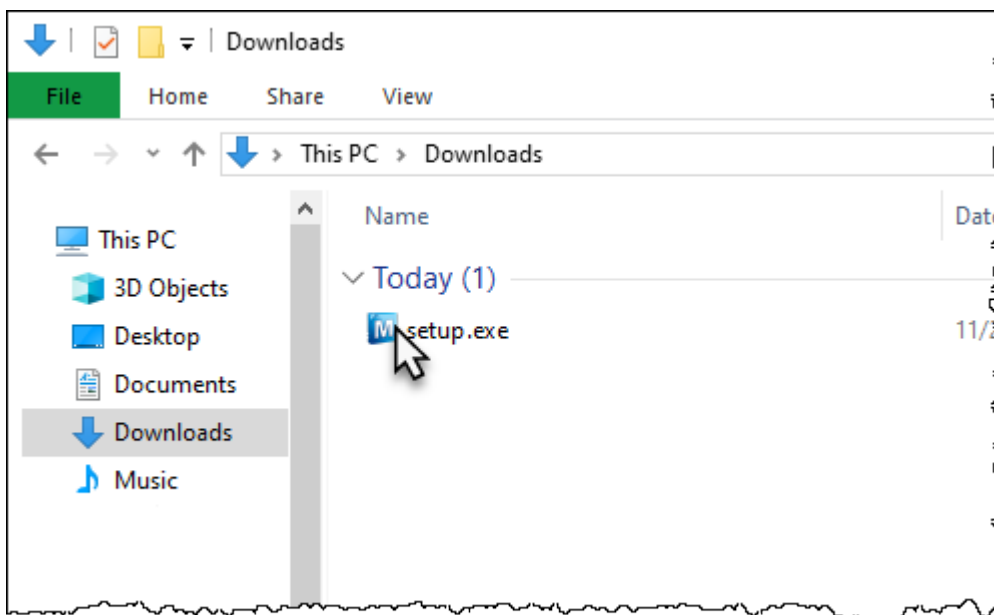 Downloads
File Home Share View
This PC > Downloads
Name
This PC
Today (1)
3D Objects
setup.exe
Desktop
Documents
Downloads
Music